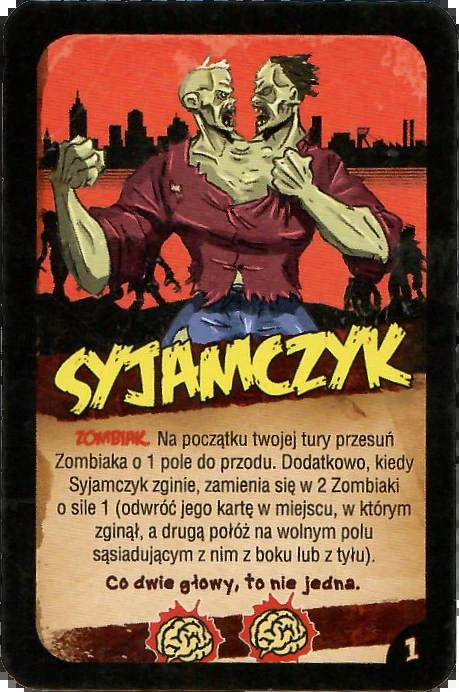 SYJAMCZYK
ZOMBIAK. Na początku twojej tury przesuń
Zombiaka o 1 pole do przodu. Dodatkowo, kiedy
Syjamczyk zginie, zamienia się w 2 Zombiaki
o sile 1 (odwróć jego kartę w miejscu, w którym
zginął, a drugą połóż na wolnym polu
sąsiadującym z nim z boku lub z tyłu).
Co dwie głowy, to nie jedna.
1